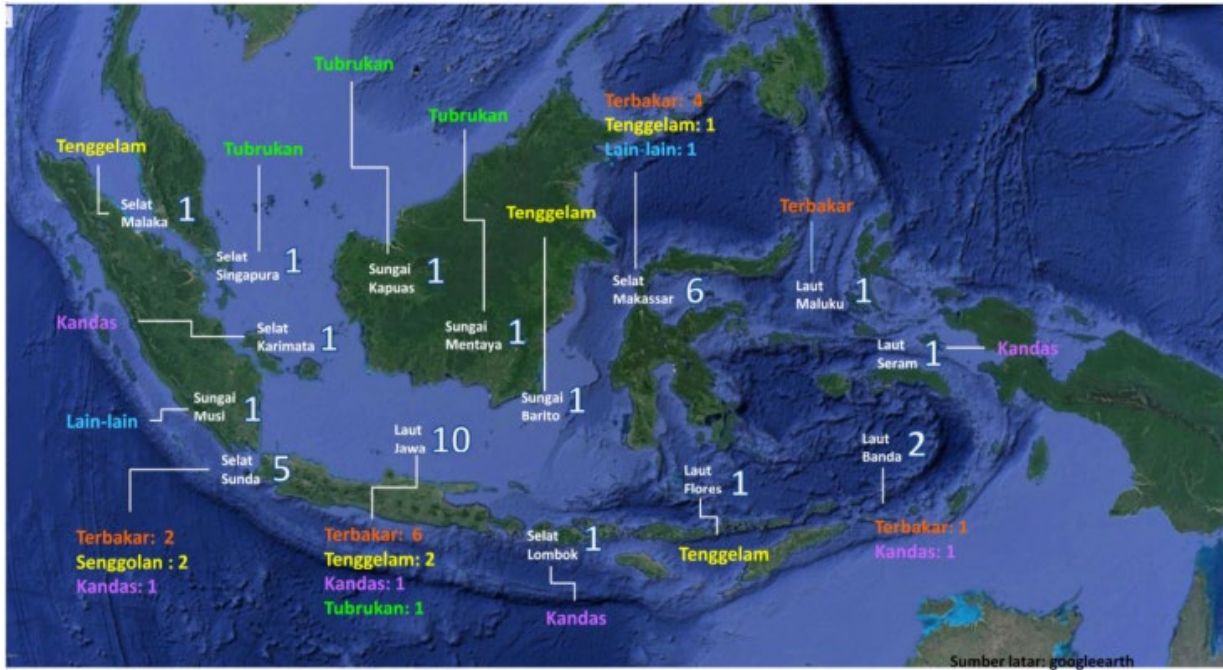 Tubrukan
Tubrukan
Terbakar: 4
Tenggelam: 1
Lain-lain: 1
Tenggelam
Tubrukan
Selat
Malaka 1
Tenggelam
Terbakar
Selat
Singapura 1
Sungai
Kapuas 1
Selat
Makassar 6
Laut
Maluku 1
Kandas
Selat
Karimata 1
Sungai
Mentaya 1
Laut
Seram 1
Kandas
Lain-lain
Sungai
Musi 1
Sungai
Barito 1
Laut
Jawa 10
Laut
Banda 2
Selat
Sunda 5
Laut
Flores 1
Terbakar: 2
Senggolan : 2
Kandas: 1
Terbakar: 6
Tenggelam: 2
Kandas: 1
Tubrukan: 1
Selat
Lombok 1
Kandas
Tenggelam
Terbakar: 1
Kandas: 1
Sumber latar: googleearth